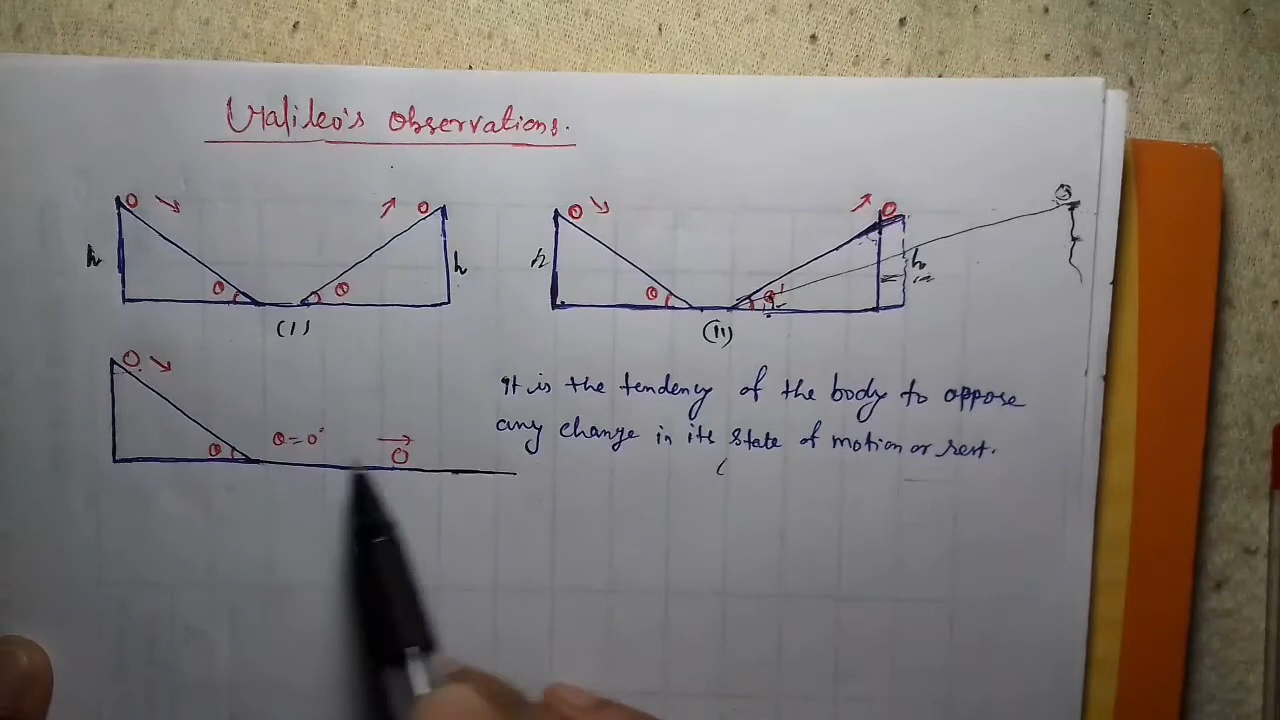 Galileo's Observations.
h θ θ h
(I)
h θ θ' h
(II)
θ θ=0°
It is the tendency of the body to oppose
any change in its state of motion or rest.